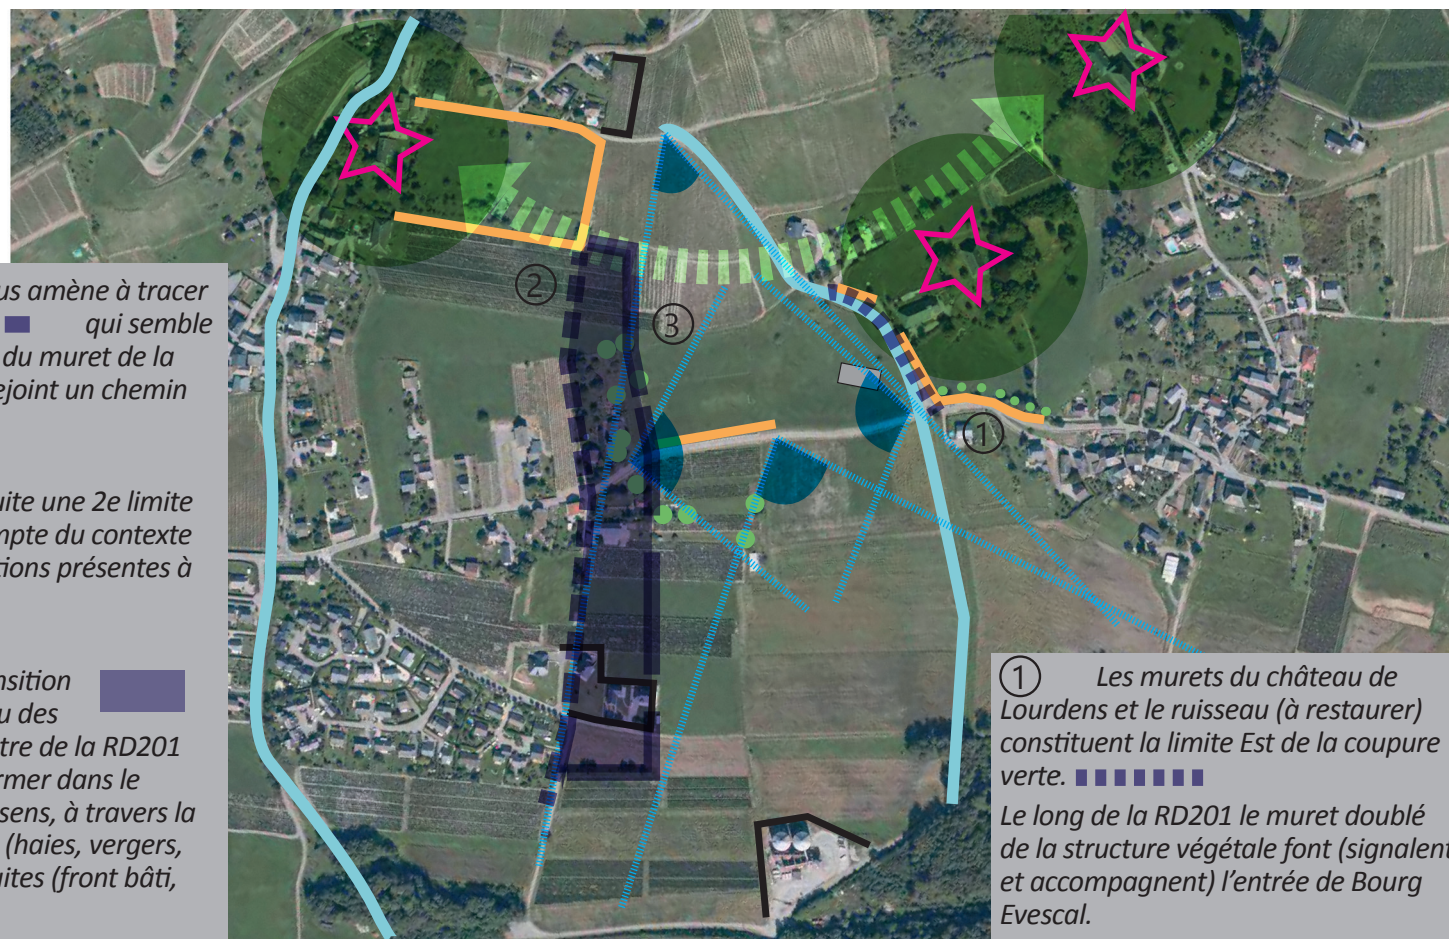 us amène à tracer
qui semble
du muret de la
ejoint un chemin
uite une 2e limite
mpte du contexte
tions présentes à
nsition
u des
tre de la RD201
rmer dans le
sens, à travers la
(haies, vergers,
uites (front bâti,
2
3
1
1 Les murets du château de
Lourdens et le ruisseau (à restaurer)
constituent la limite Est de la coupure
verte.
Le long de la RD201 le muret doublé
de la structure végétale font (signalent
et accompagnent) l’entrée de Bourg
Evescal.